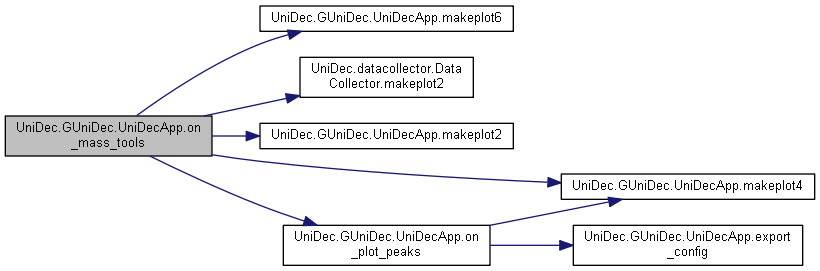 UniDec.GUniDec.UniDecApp.makeplot6
UniDec.datacollector.Data
Collector.makeplot2
UniDec.GUniDec.UniDecApp.on
_mass_tools
UniDec.GUniDec.UniDecApp.makeplot2
UniDec.GUniDec.UniDecApp.makeplot4
UniDec.GUniDec.UniDecApp.on
_plot_peaks
UniDec.GUniDec.UniDecApp.export
_config